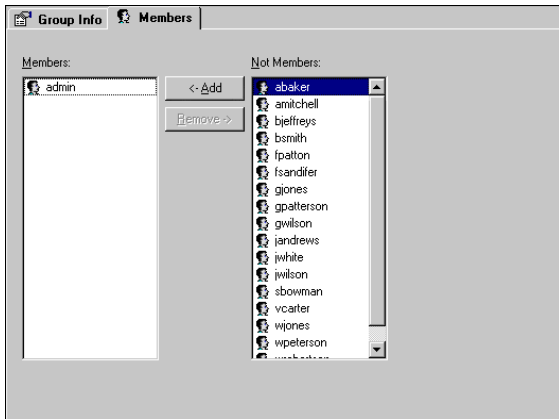 Group Info
Members
Members:
Not Members:
admin
<- Add
Remove ->
abaker
amitchell
bjeffreys
bsmith
fpatton
fsandifer
gjones
gpatterson
gwilson
jandrews
jwhite
jwilson
sbowman
vcarter
wjones
wpeterson